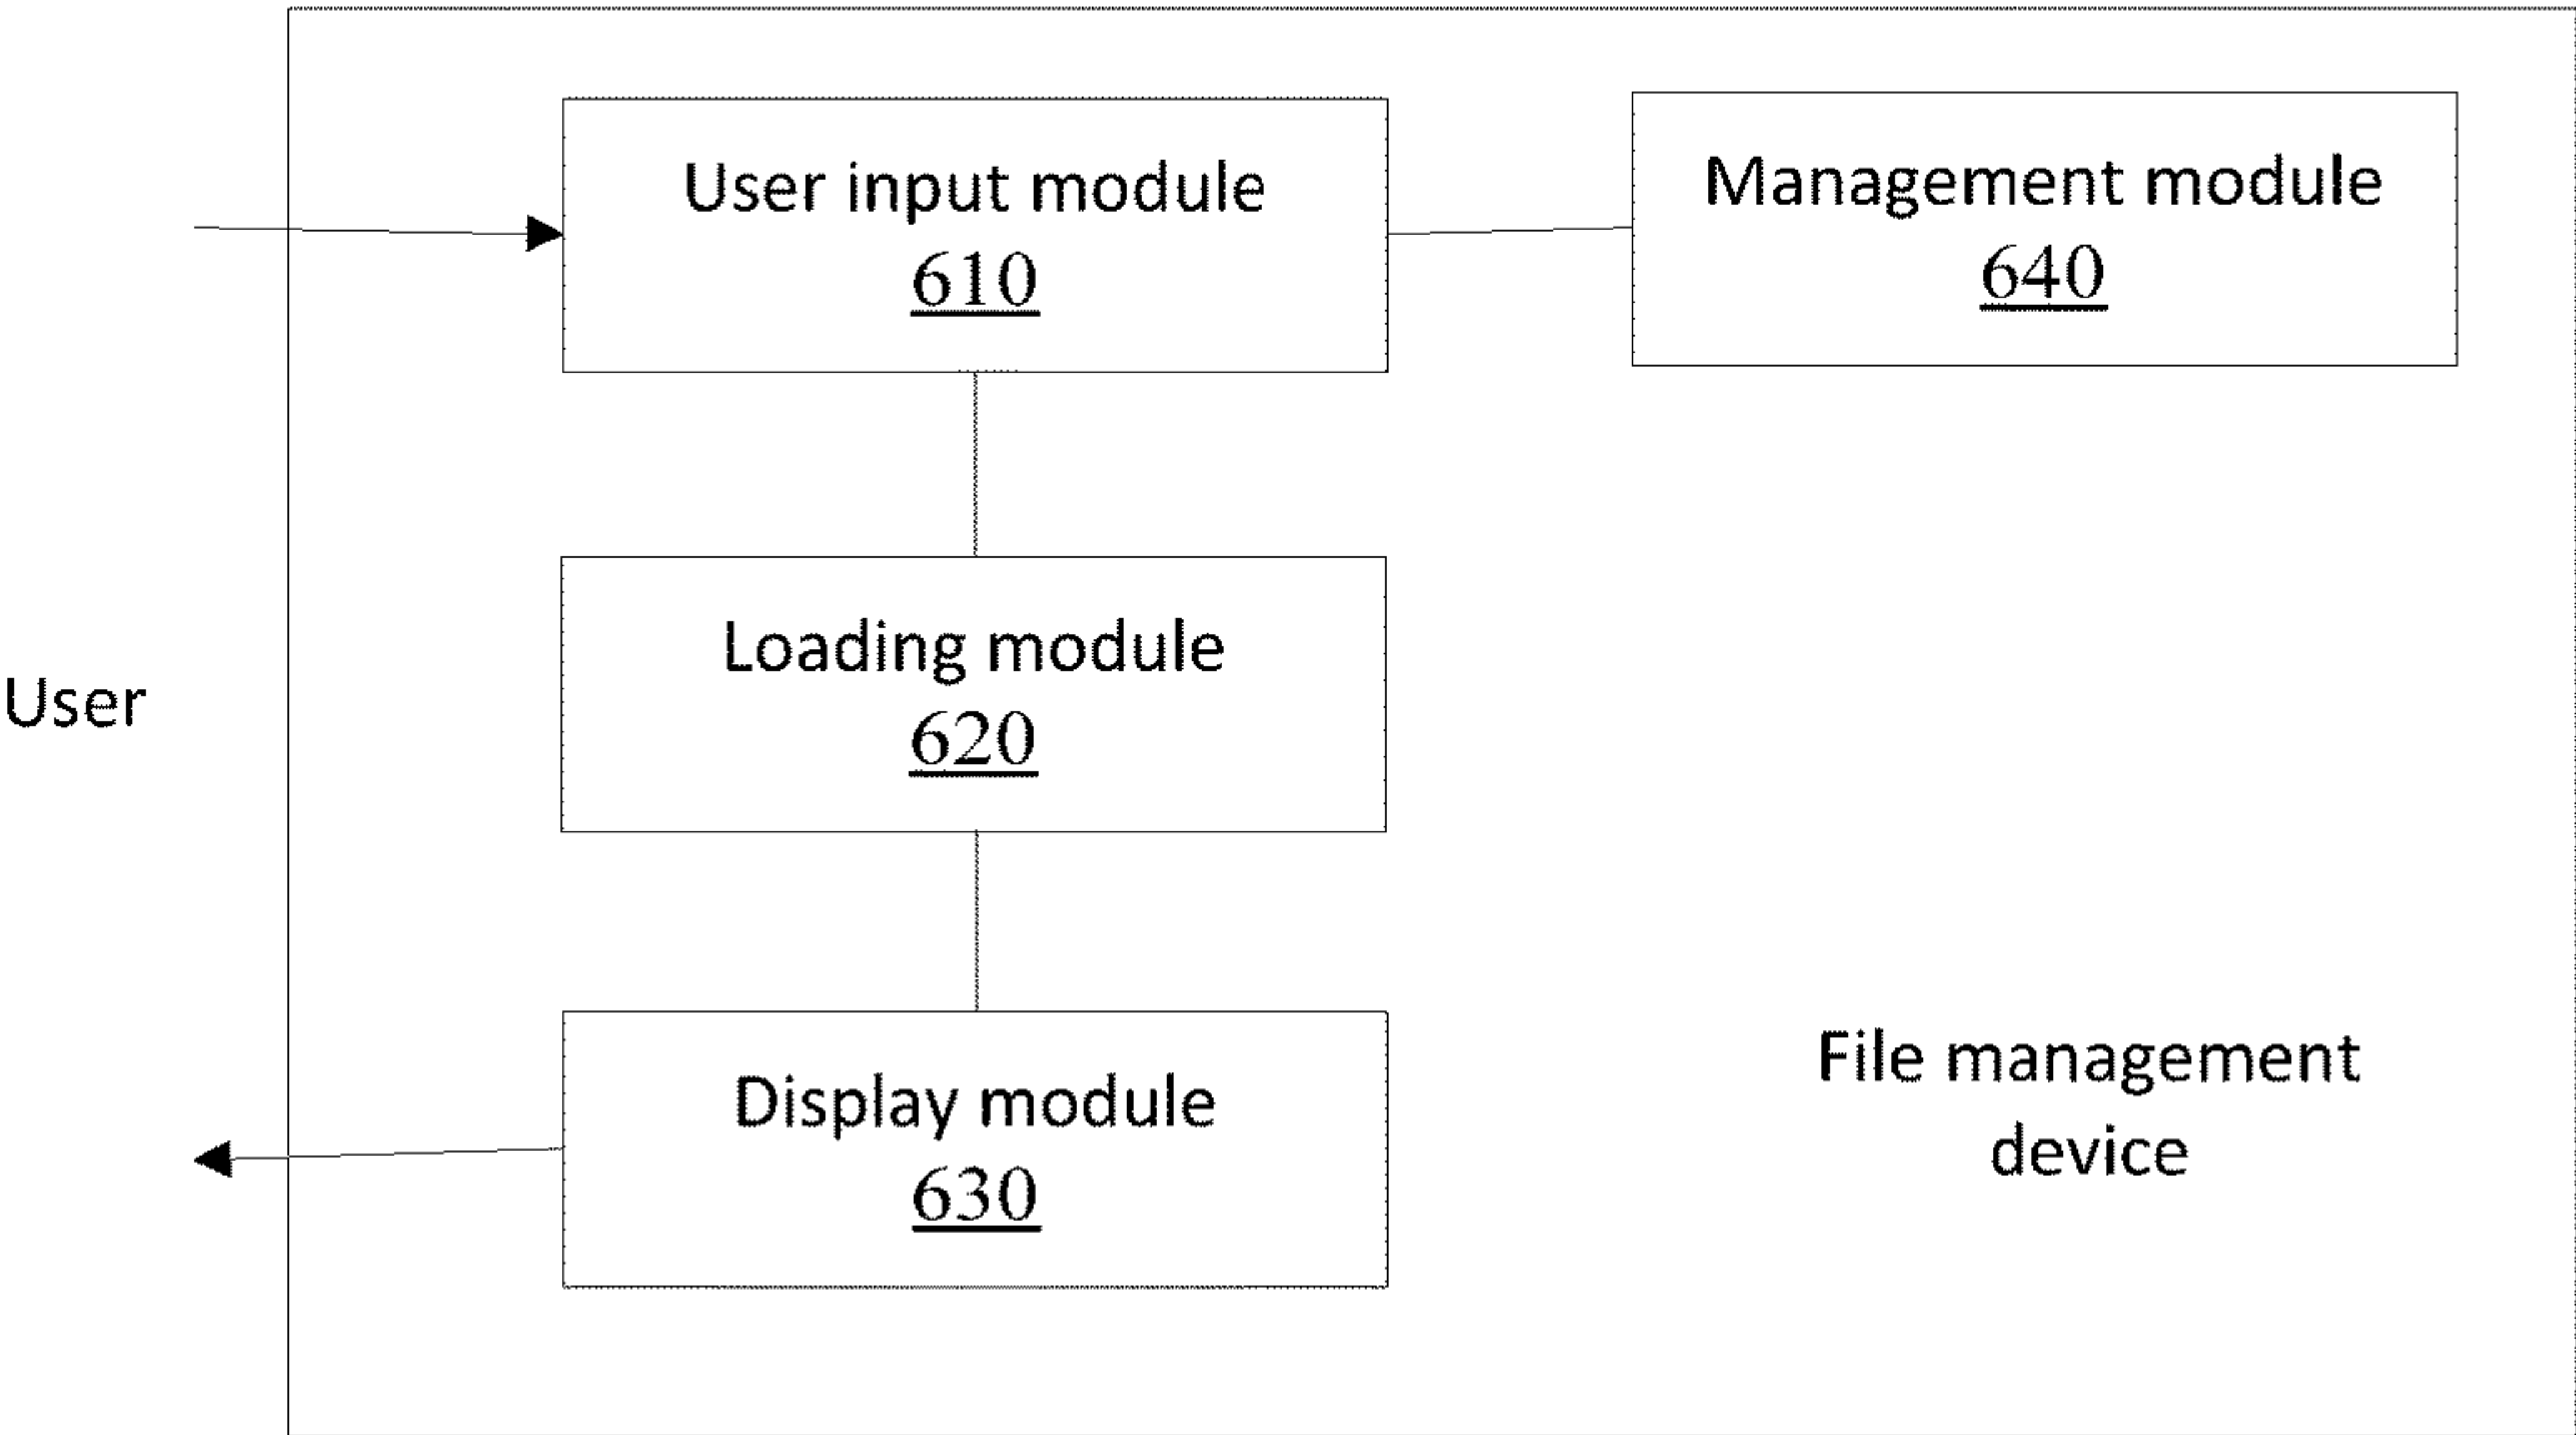 User input module
610
Management module
640
Loading module
620
User
Display module
630
File management
device